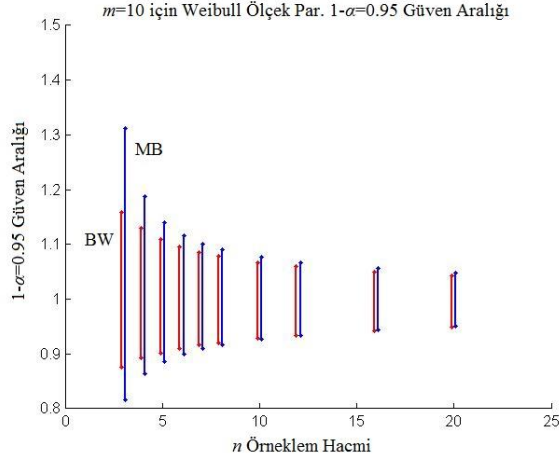 m=10 için Weibull Ölçek Par. 1-α=0.95 Güven Aralığı
1.5
1.4
1.3
1.2
1.1
1
0.9
0.8
MB
BW
1-α=0.95 Güven Aralığı
0 5 10 15 20 25
n Örneklem Hacmi